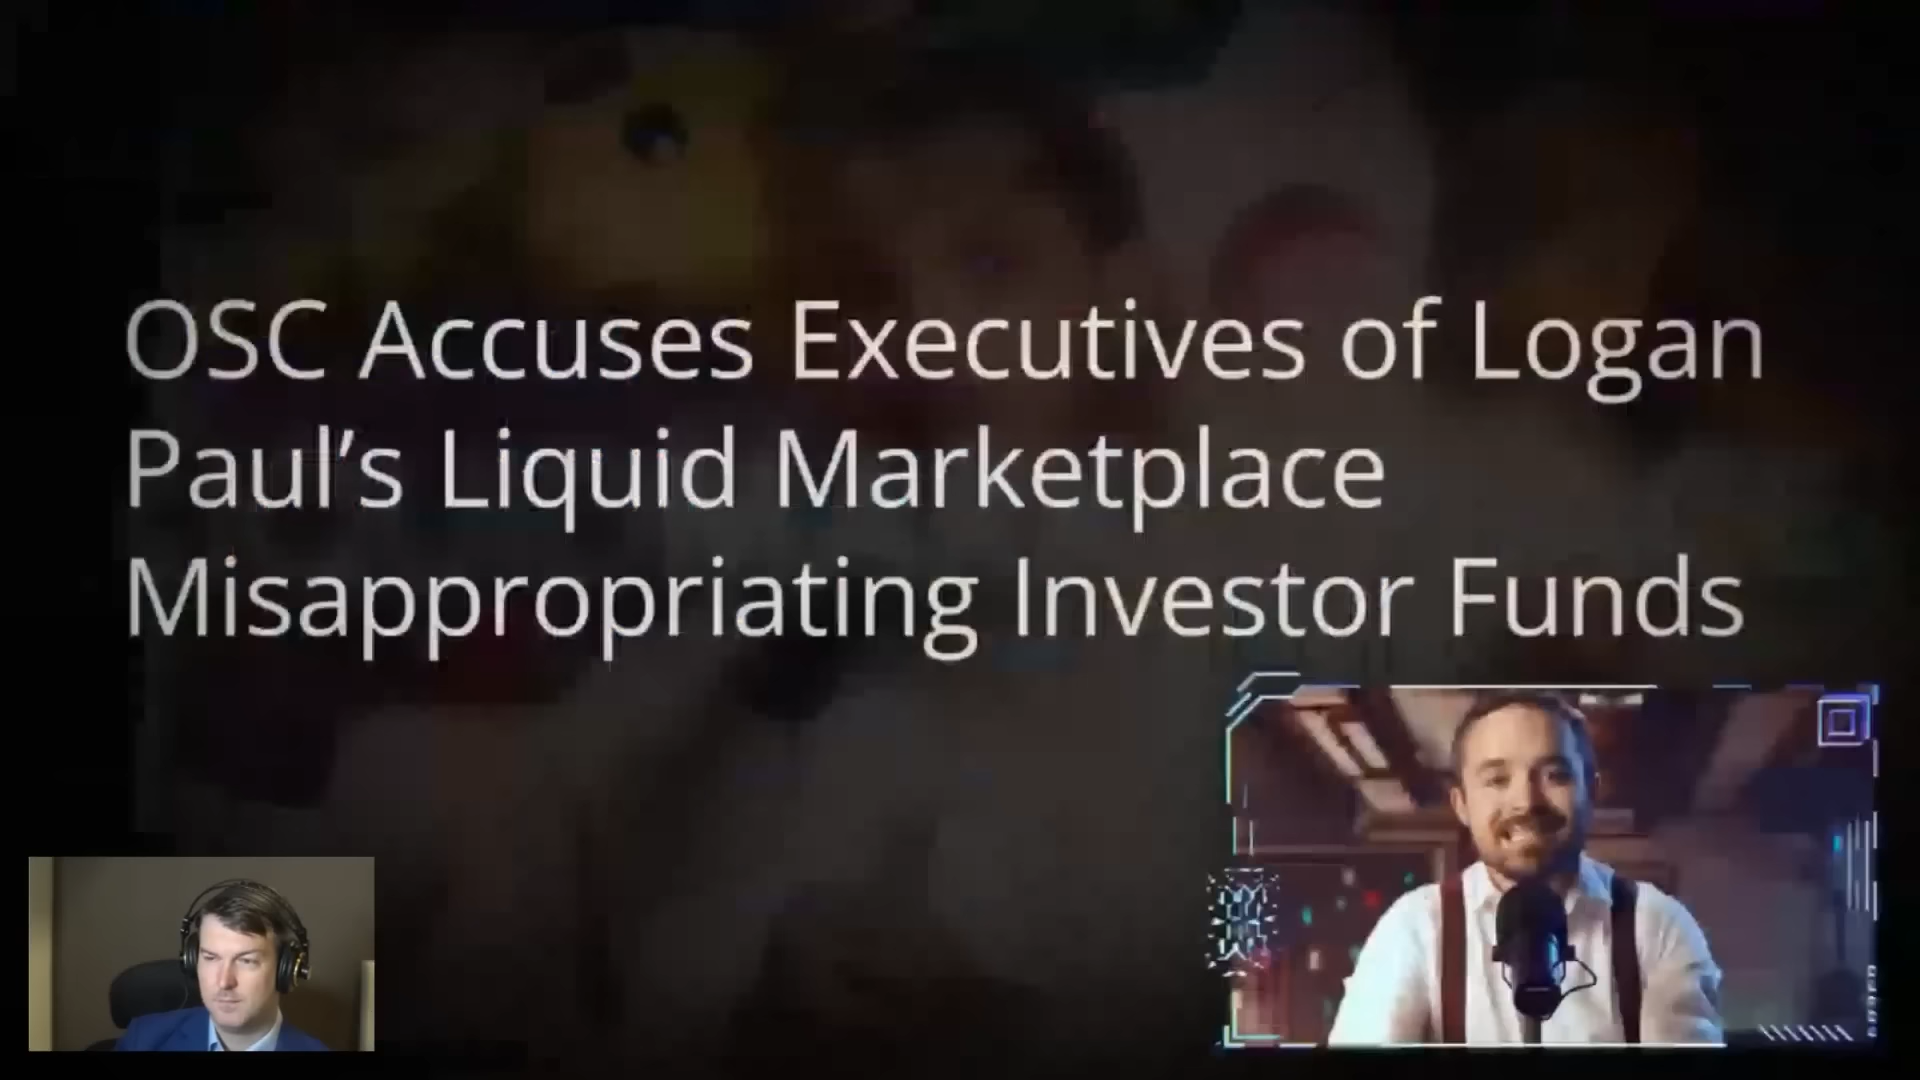 OSC Accuses Executives of Logan
Paul's Liquid Marketplace
Misappropriating Investor Funds